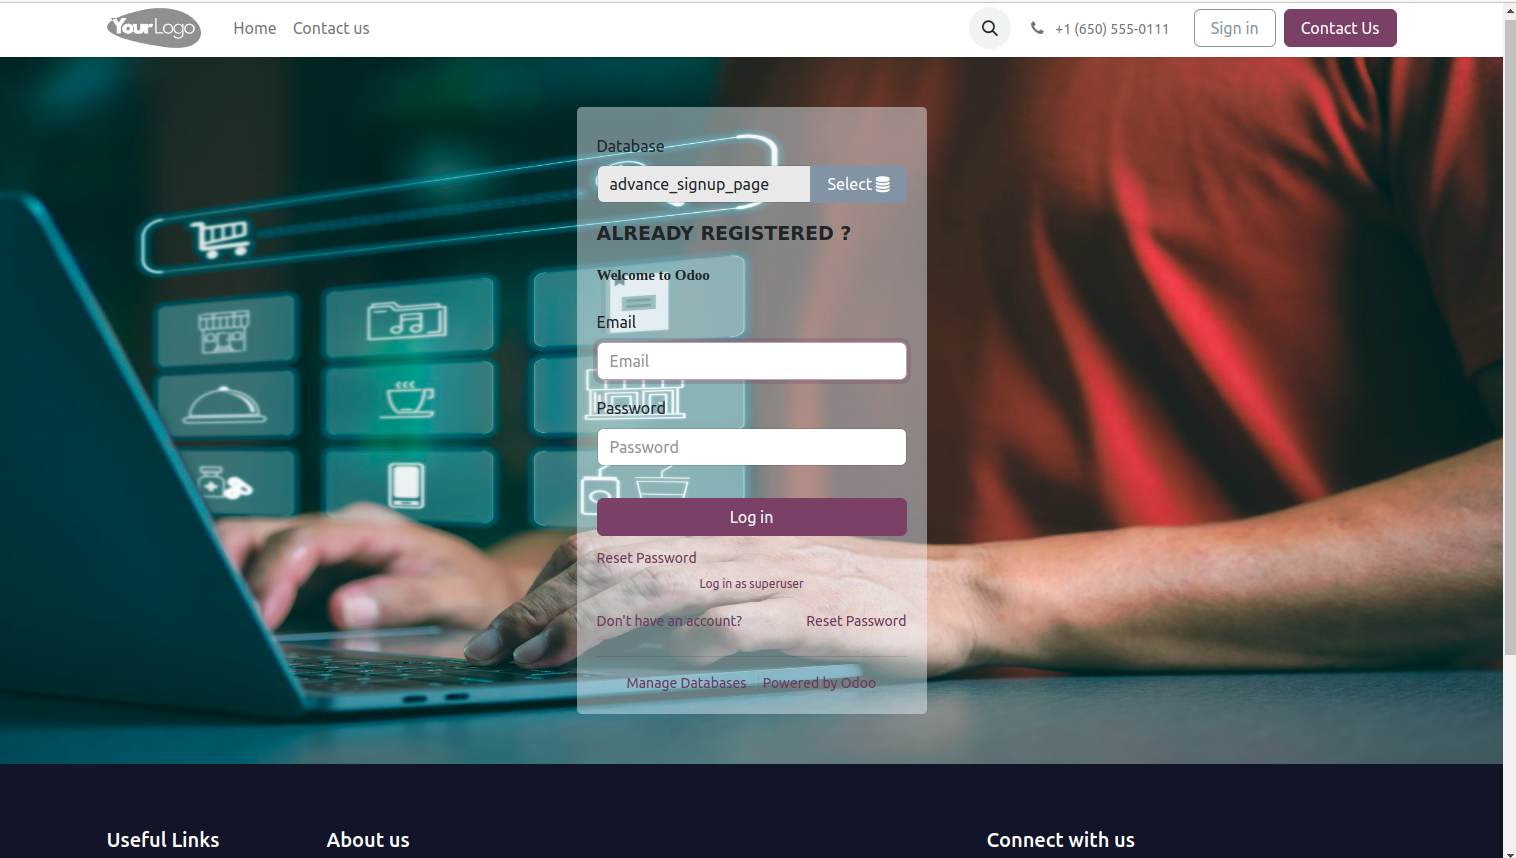 YourLogo
Home
Contact us
+1 (650) 555-0111
Sign in
Contact Us
Database
advance_signup_page
Select
ALREADY REGISTERED ?
Welcome to Odoo
Email
Email
Password
Password
Log in
Reset Password
Log in as superuser
Don't have an account?
Reset Password
Manage Databases
Powered by Odoo
Useful Links
About us
Connect with us